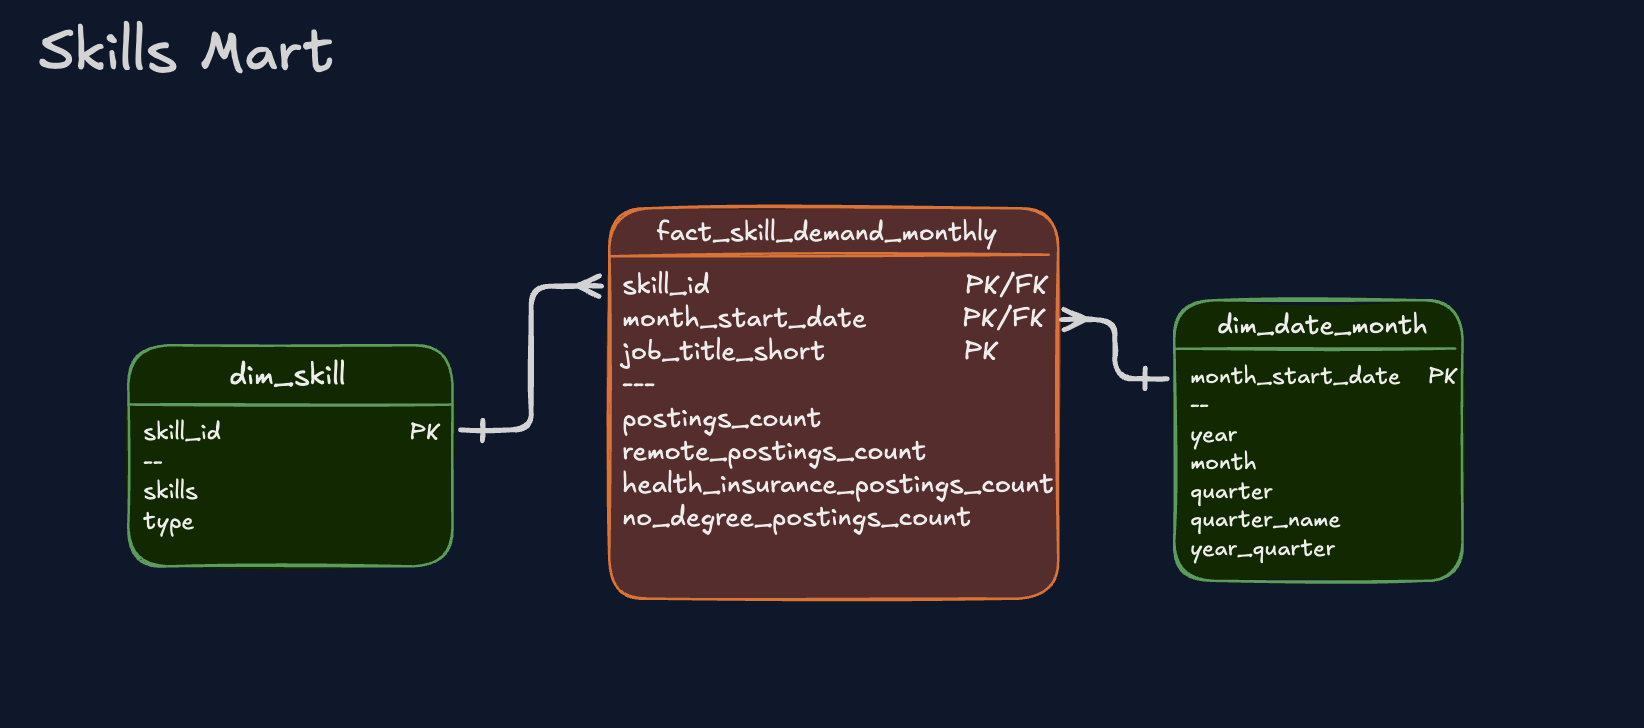 Skills Mart
dim_skill
skill_id PK
--
skills
type
fact_skill_demand_monthly
skill_id PK/FK
month_start_date PK/FK
job_title_short PK
---
postings_count
remote_postings_count
health_insurance_postings_count
no_degree_postings_count
dim_date_month
month_start_date PK
--
year
month
quarter
quarter_name
year_quarter